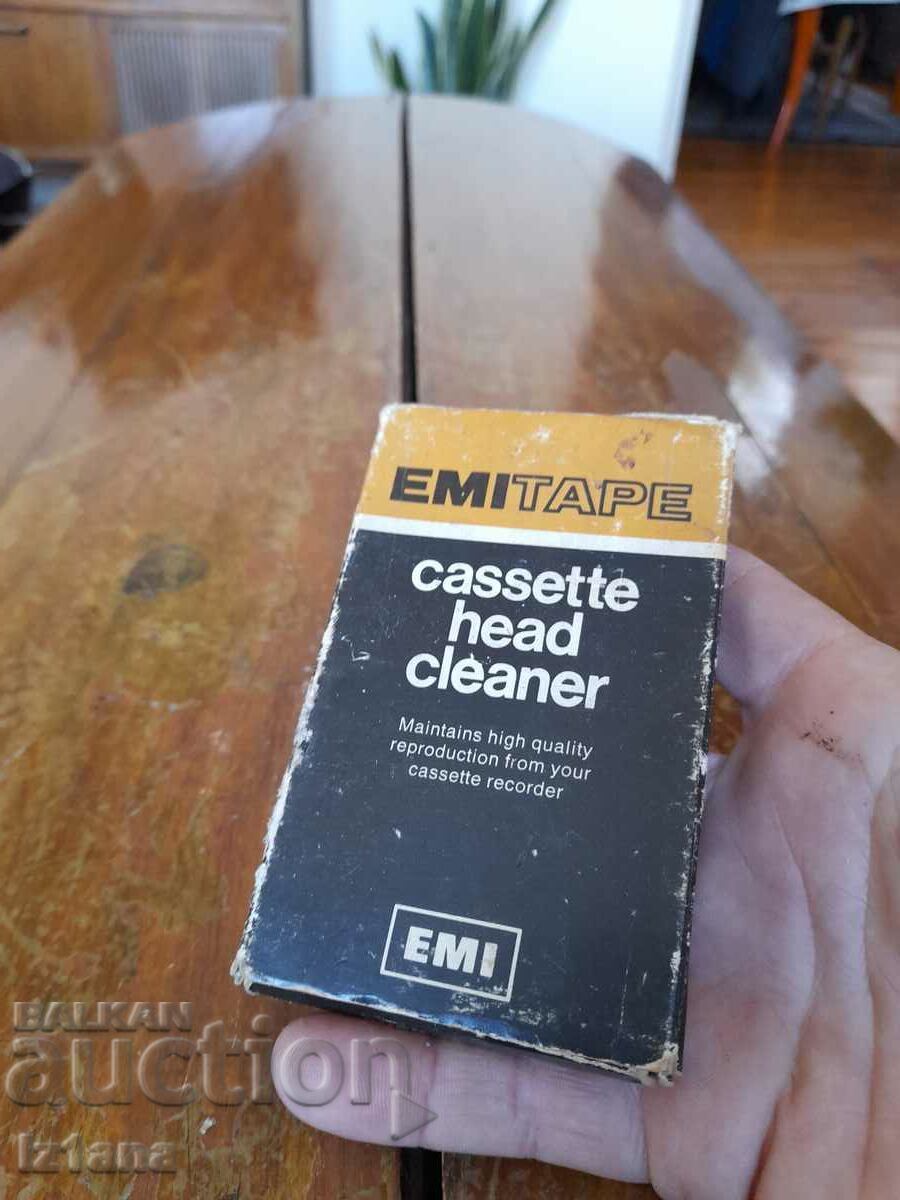 EMITAPE
cassette
head
cleaner
Maintains high quality
reproduction from your
cassette recorder
EMI
BALKAN
auction
Iz1ana